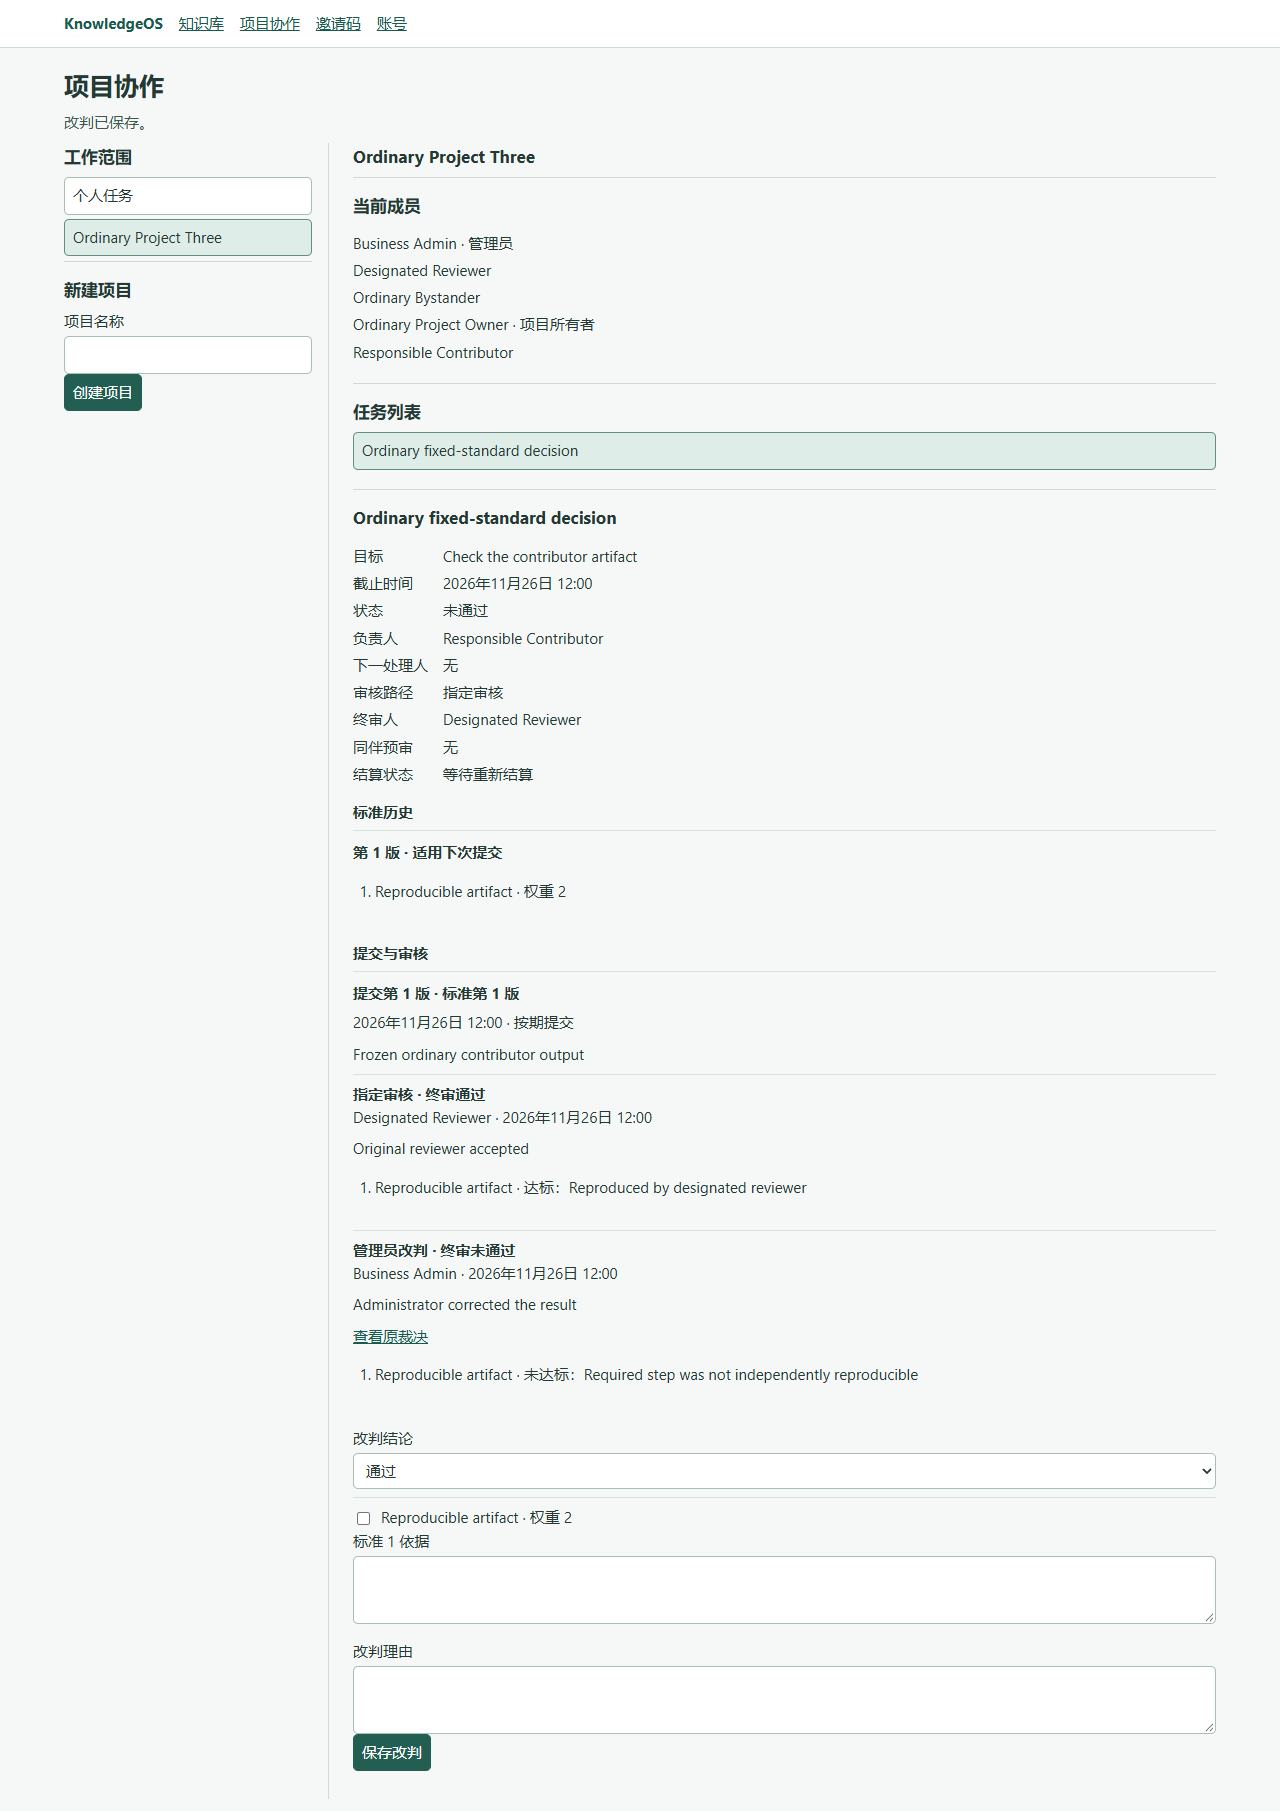 KnowledgeOS 知识库 项目协作 邀请码 账号
项目协作
改判已保存。
工作范围
个人任务
Ordinary Project Three
新建项目
项目名称
创建项目
Ordinary Project Three
当前成员
Business Admin · 管理员
Designated Reviewer
Ordinary Bystander
Ordinary Project Owner · 项目所有者
Responsible Contributor
任务列表
Ordinary fixed-standard decision
Ordinary fixed-standard decision
目标 Check the contributor artifact
截止时间 2026年11月26日 12:00
状态 未通过
负责人 Responsible Contributor
下一处理人 无
审核路径 指定审核
终审人 Designated Reviewer
同伴预审 无
结算状态 等待重新结算
标准历史
第 1 版 · 适用下次提交
1. Reproducible artifact · 权重 2
提交与审核
提交第 1 版 · 标准第 1 版
2026年11月26日 12:00 · 按期提交
Frozen ordinary contributor output
指定审核 · 终审通过
Designated Reviewer · 2026年11月26日 12:00
Original reviewer accepted
1. Reproducible artifact · 达标：Reproduced by designated reviewer
管理员改判 · 终审未通过
Business Admin · 2026年11月26日 12:00
Administrator corrected the result
查看原裁决
1. Reproducible artifact · 未达标：Required step was not independently reproducible
改判结论
通过
Reproducible artifact · 权重 2
标准 1 依据
改判理由
保存改判